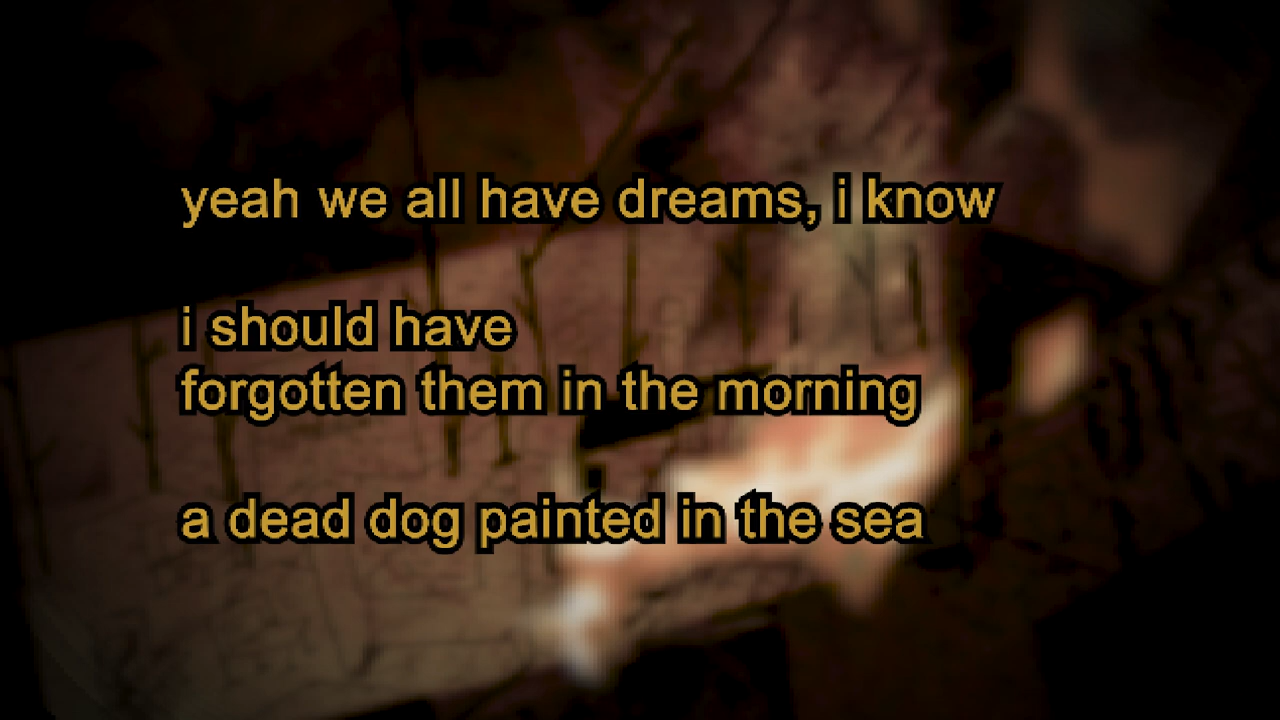 yeah we all have dreams, i know
i should have
forgotten them in the morning
a dead dog painted in the sea